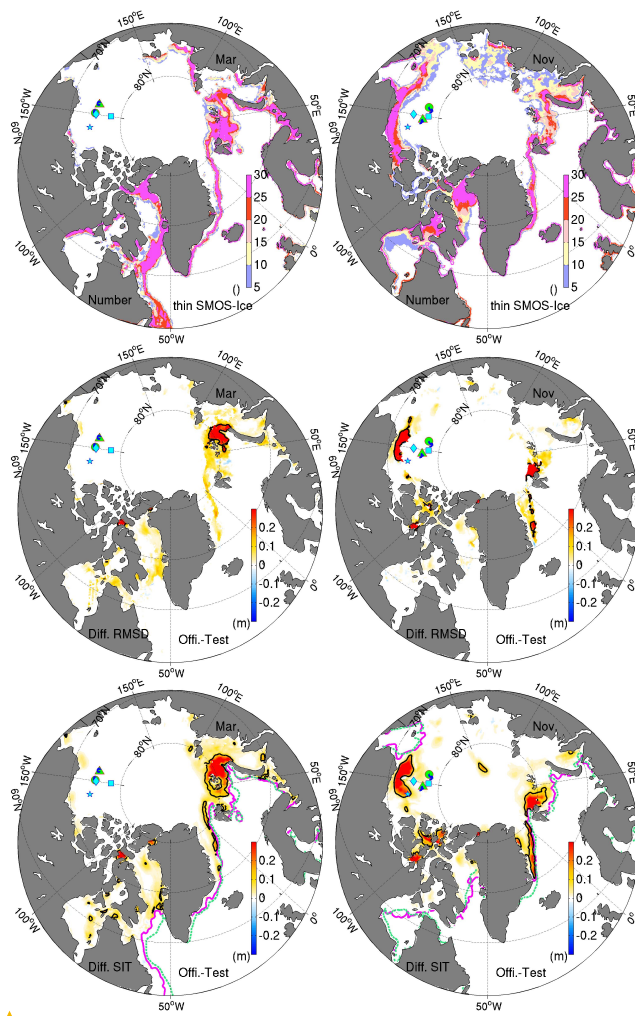 150°E 100°E
Mar
70°N
80°N
150°W
60°N
50°E
0°
100°W
50°W
Number
thin SMOS-Ice
()
30
25
20
15
10
5
150°E 100°E
Nov
70°N
80°N
150°W
60°N
50°E
0°
100°W
50°W
Number
thin SMOS-Ice
()
30
25
20
15
10
5
150°E 100°E
Mar
70°N
80°N
150°W
60°N
50°E
0°
100°W
50°W
Diff. RMSD
Offi.-Test
(m)
0.2
0.1
0
-0.1
-0.2
150°E 100°E
Nov
70°N
80°N
150°W
60°N
50°E
0°
100°W
50°W
Diff. RMSD
Offi.-Test
(m)
0.2
0.1
0
-0.1
-0.2
150°E 100°E
Mar
70°N
80°N
150°W
60°N
50°E
0°
100°W
50°W
Diff. SIT
Offi.-Test
(m)
0.2
0.1
0
-0.1
-0.2
150°E 100°E
Nov
70°N
80°N
150°W
60°N
50°E
0°
100°W
50°W
Diff. SIT
Offi.-Test
(m)
0.2
0.1
0
-0.1
-0.2